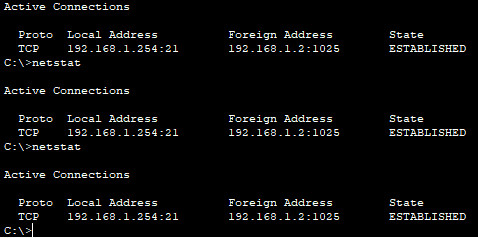 Active Connections
Proto Local Address Foreign Address State
TCP 192.168.1.254:21 192.168.1.2:1025 ESTABLISHED
C:\>netstat
Active Connections
Proto Local Address Foreign Address State
TCP 192.168.1.254:21 192.168.1.2:1025 ESTABLISHED
C:\>netstat
Active Connections
Proto Local Address Foreign Address State
TCP 192.168.1.254:21 192.168.1.2:1025 ESTABLISHED
C:\>